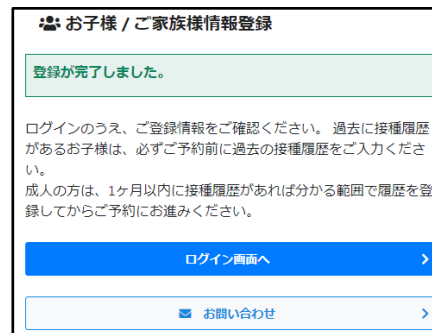 お子様 / ご家族様情報登録
登録が完了しました。
ログインのうえ、ご登録情報をご確認ください。 過去に接種履歴
があるお子様は、必ずご予約前に過去の接種履歴をご入力くださ
い。
成人の方は、1ヶ月以内に接種履歴があれば分かる範囲で履歴を登
録してからご予約にお進みください。
ログイン画面へ
お問い合わせ